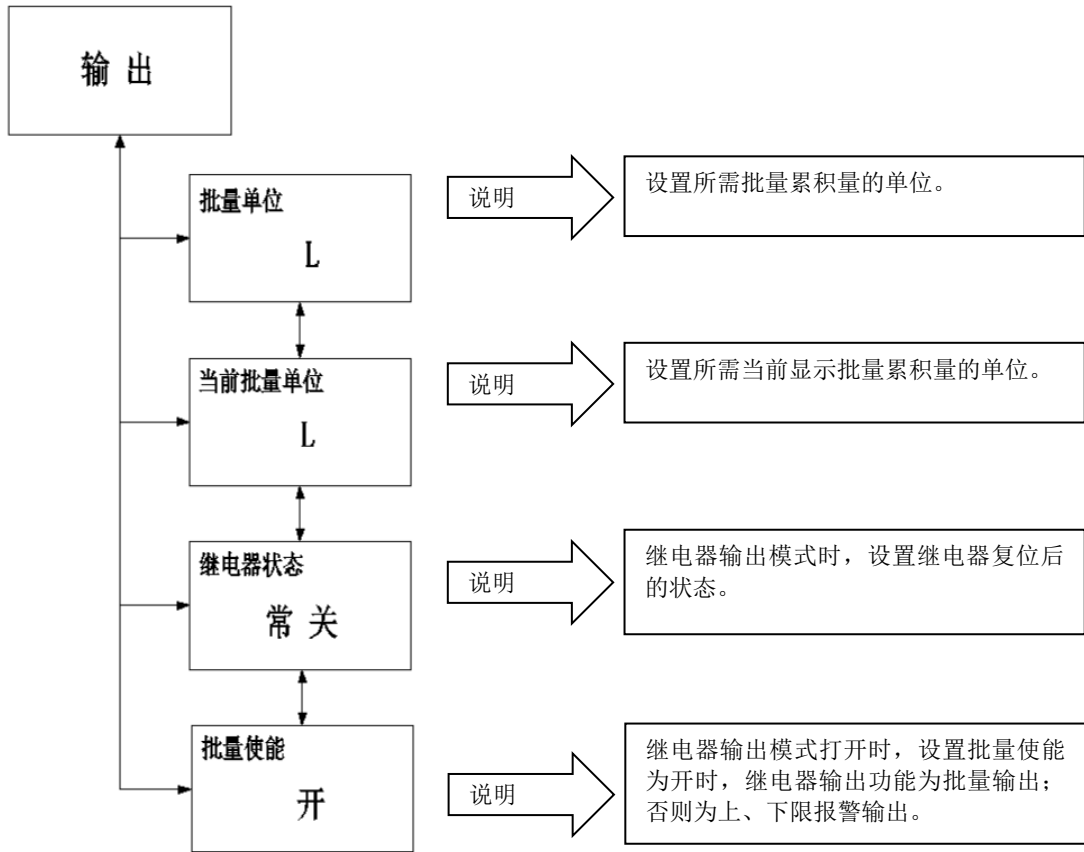 输 出
批量单位
L
说明
设置所需批量累积量的单位。
当前批量单位
L
说明
设置所需当前显示批量累积量的单位。
继电器状态
常 关
说明
继电器输出模式时，设置继电器复位后
的状态。
批量使能
开
说明
继电器输出模式打开时，设置批量使能
为开时，继电器输出功能为批量输出；
否则为上、下限报警输出。